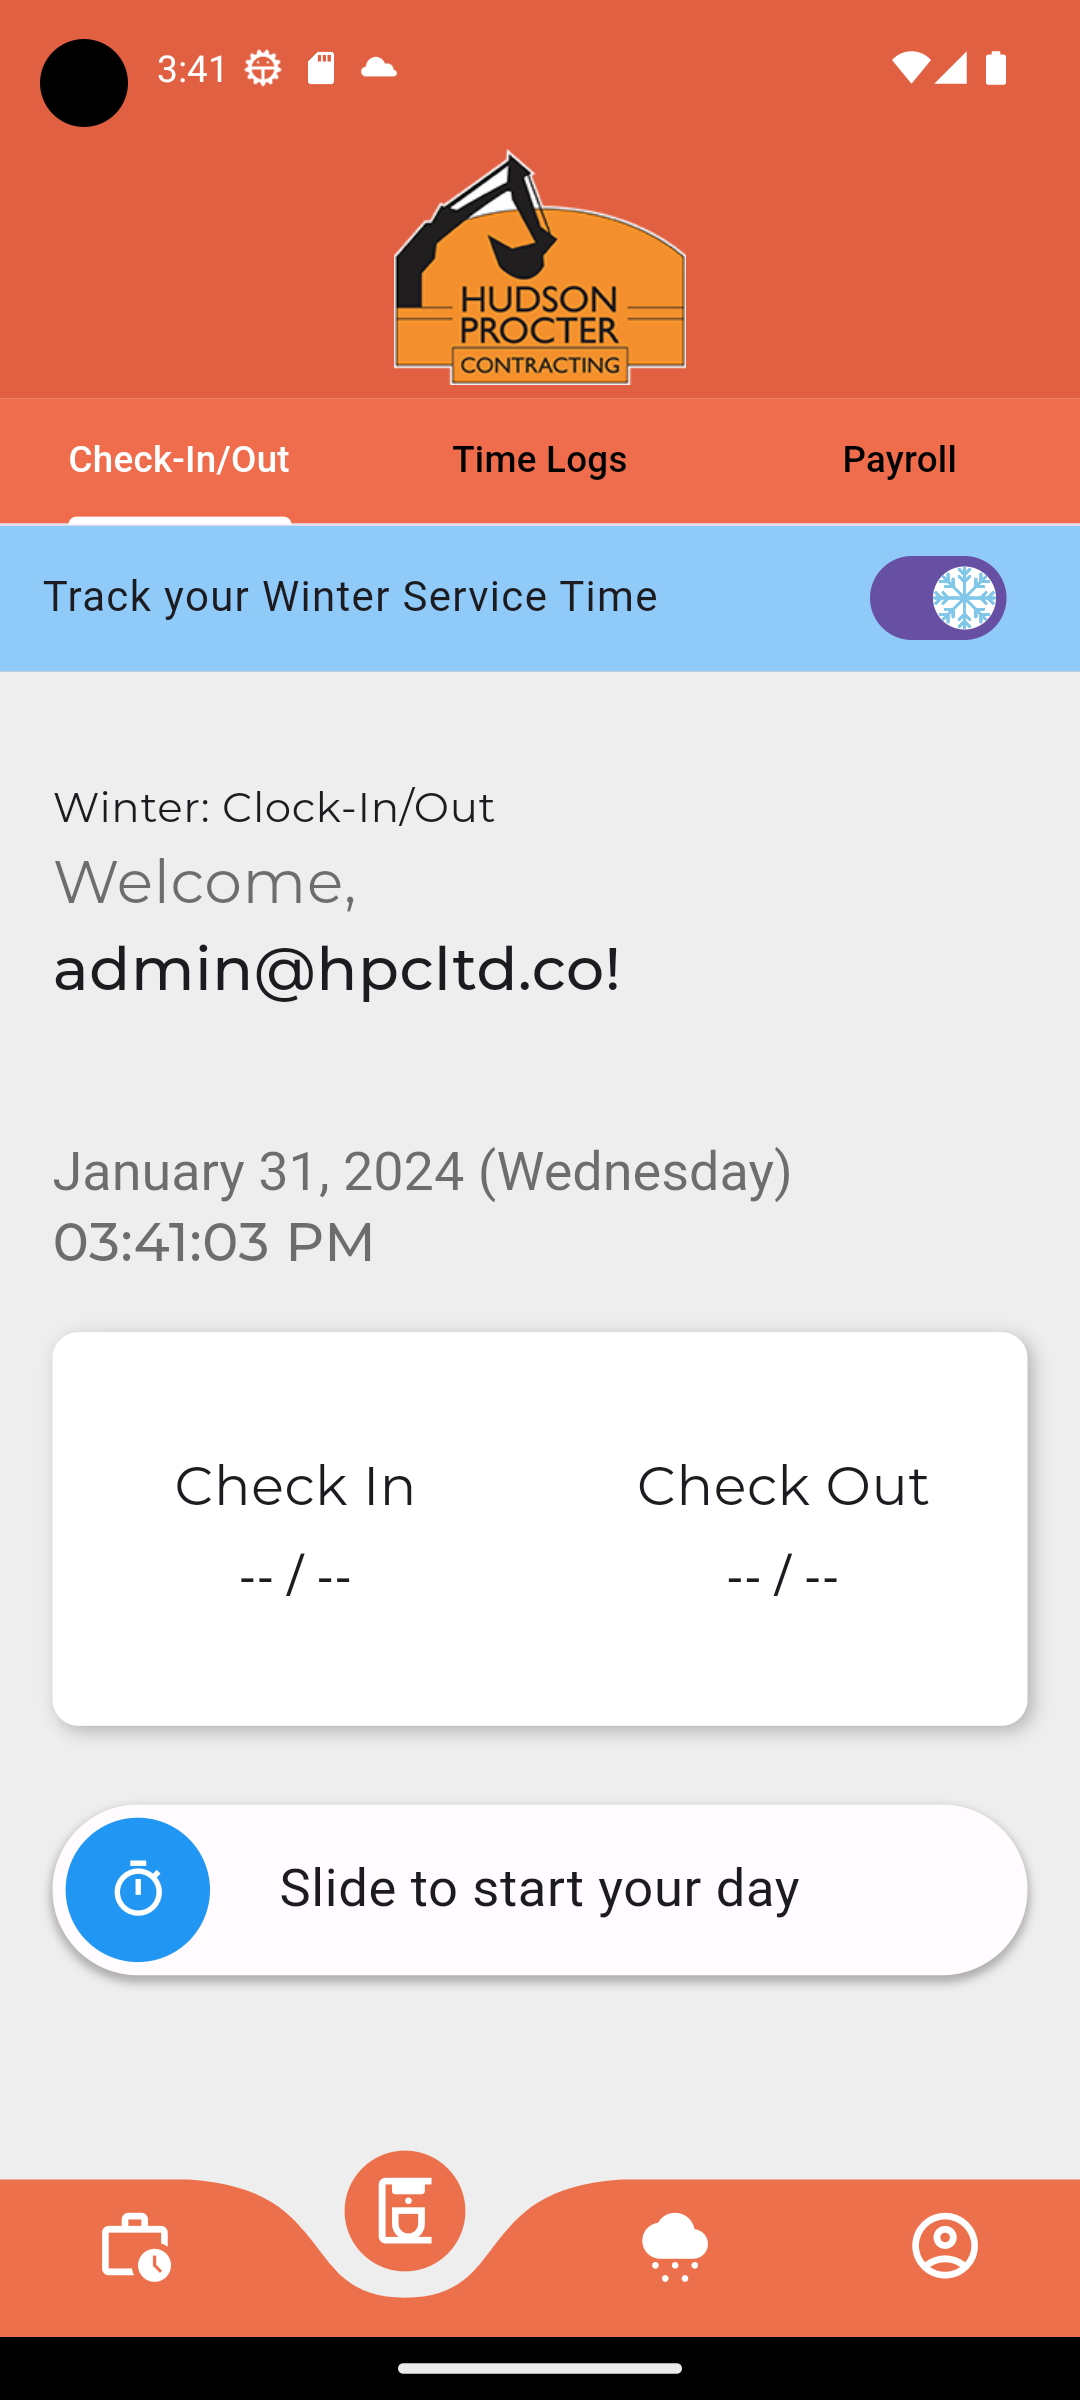 3:41
HUDSON
PROCTER
CONTRACTING
Check-In/Out Time Logs Payroll
Track your Winter Service Time
Winter: Clock-In/Out
Welcome,
admin@hpcltd.co!
January 31, 2024 (Wednesday)
03:41:03 PM
Check In Check Out
-- / -- -- / --
Slide to start your day